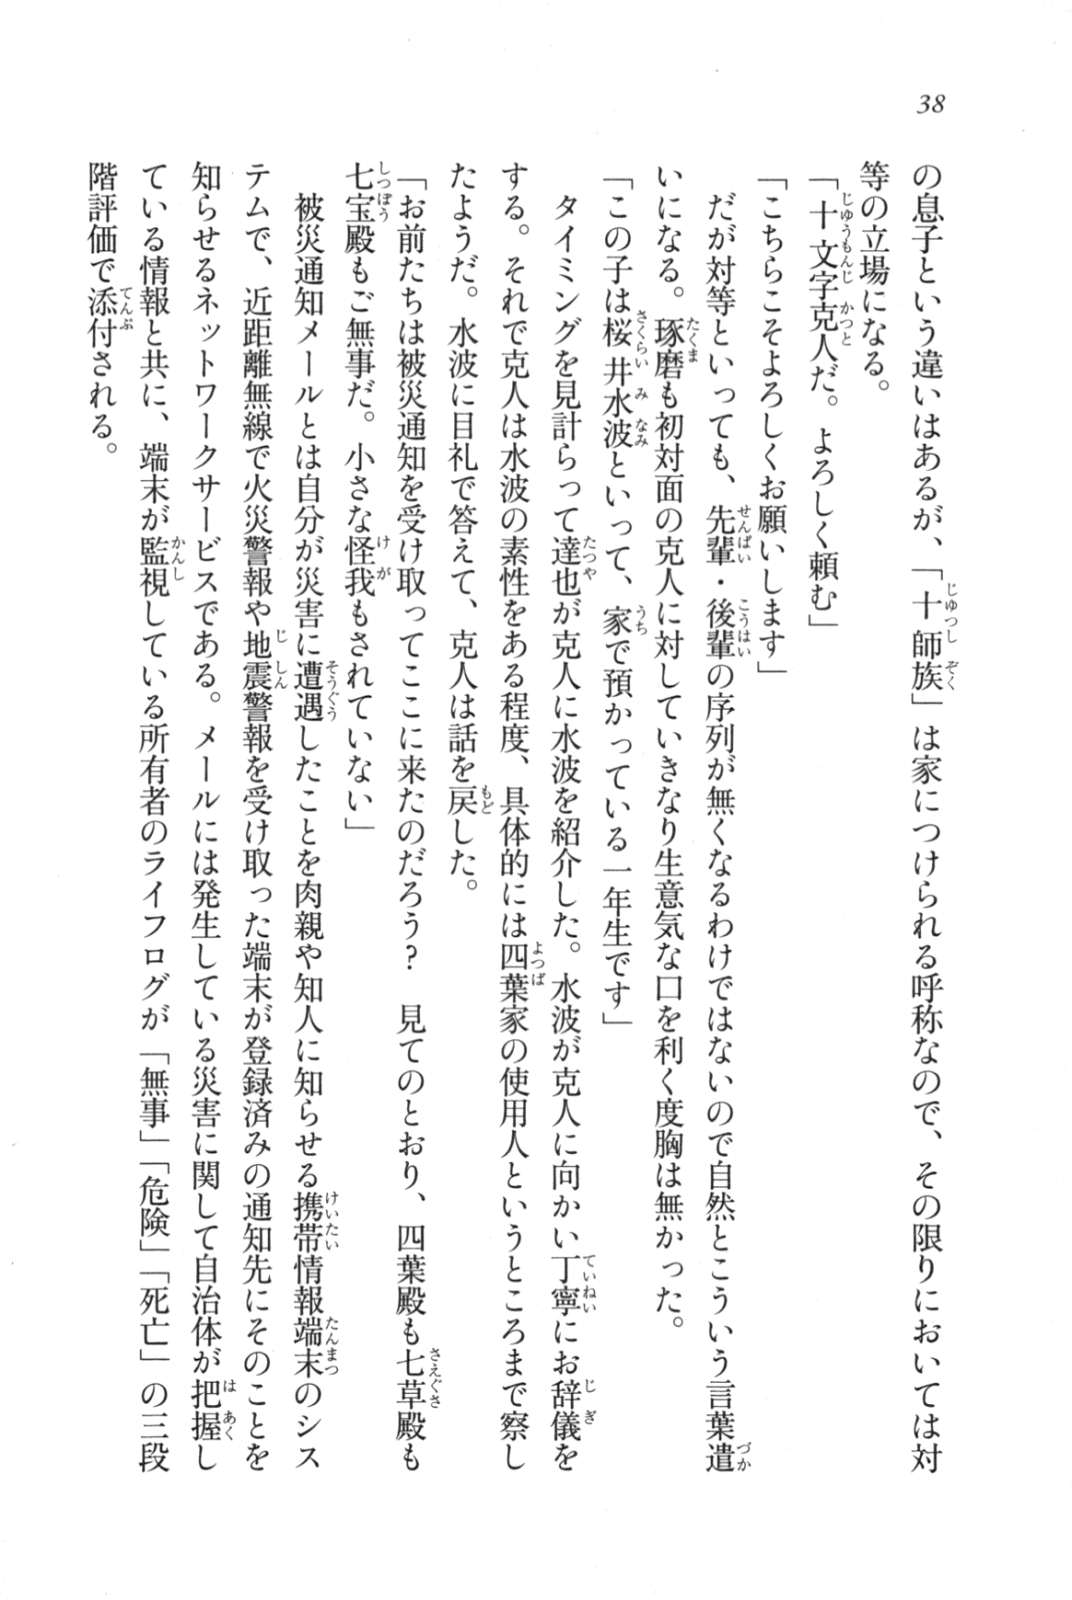 38
の息子という違いはあるが、「十師族」は家につけられる呼称なので、その限りにおいては対
等の立場になる。
「十文字克人だ。よろしく頼む」
「こちらこそよろしくお願いします」
だが対等といっても、先輩・後輩の序列が無くなるわけではないので自然とこういう言葉遣
いになる。琢磨も初対面の克人に対していきなり生意気な口を利く度胸は無かった。
「この子は桜井水波といって、家で預かっている一年生です」
タイミングを見計らって達也が克人に水波を紹介した。水波が克人に向かい丁寧にお辞儀を
する。それで克人は水波の素性をある程度、具体的には四葉家の使用人というところまで察し
たようだ。水波に目礼で答えて、克人は話を戻した。
「お前たちは被災通知を受け取ってここに来たのだろう？　見てのとおり、四葉殿も七草殿も
七宝殿もご無事だ。小さな怪我もされていない」
被災通知メールとは自分が災害に遭遇したことを肉親や知人に知らせる携帯情報端末のシス
テムで、近距離無線で火災警報や地震警報を受け取った端末が登録済みの通知先にそのことを
知らせるネットワークサービスである。メールには発生している災害に関して自治体が把握し
ている情報と共に、端末が監視している所有者のライフログが「無事」「危険」「死亡」の三段
階評価で添付される。